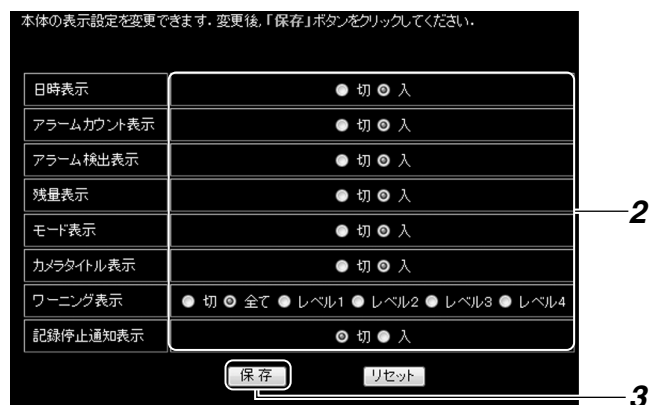 本体の表示設定を変更できます．変更後，「保存」ボタンをクリックしてください．
日時表示 切 入
アラームカウント表示 切 入
アラーム検出表示 切 入
残量表示 切 入
2
モード表示 切 入
カメラタイトル表示 切 入
ワーニング表示 切 全て レベル1 レベル2 レベル3 レベル4
記録停止通知表示 切 入
保存 リセット
3